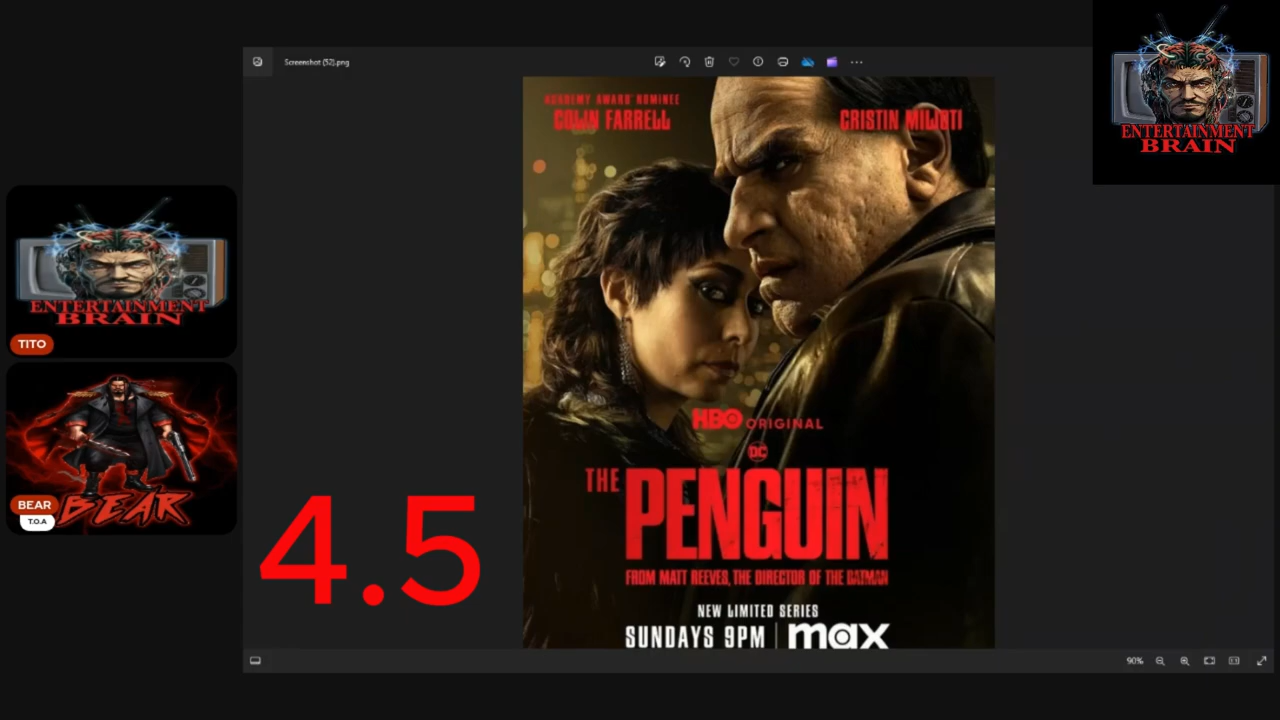 Screenshot (52).png
ENTERTAINMENT
BRAIN
ACADEMY AWARD NOMINEE
COLIN FARRELL
CRISTIN MILIOTI
ENTERTAINMENT
BRAIN
TITO
HBO ORIGINAL
DC
THE PENGUIN
BEAR
T.O.A
BEAR
4.5
FROM MATT REEVES, THE DIRECTOR OF THE BATMAN
NEW LIMITED SERIES
SUNDAYS 9PM | max
90%